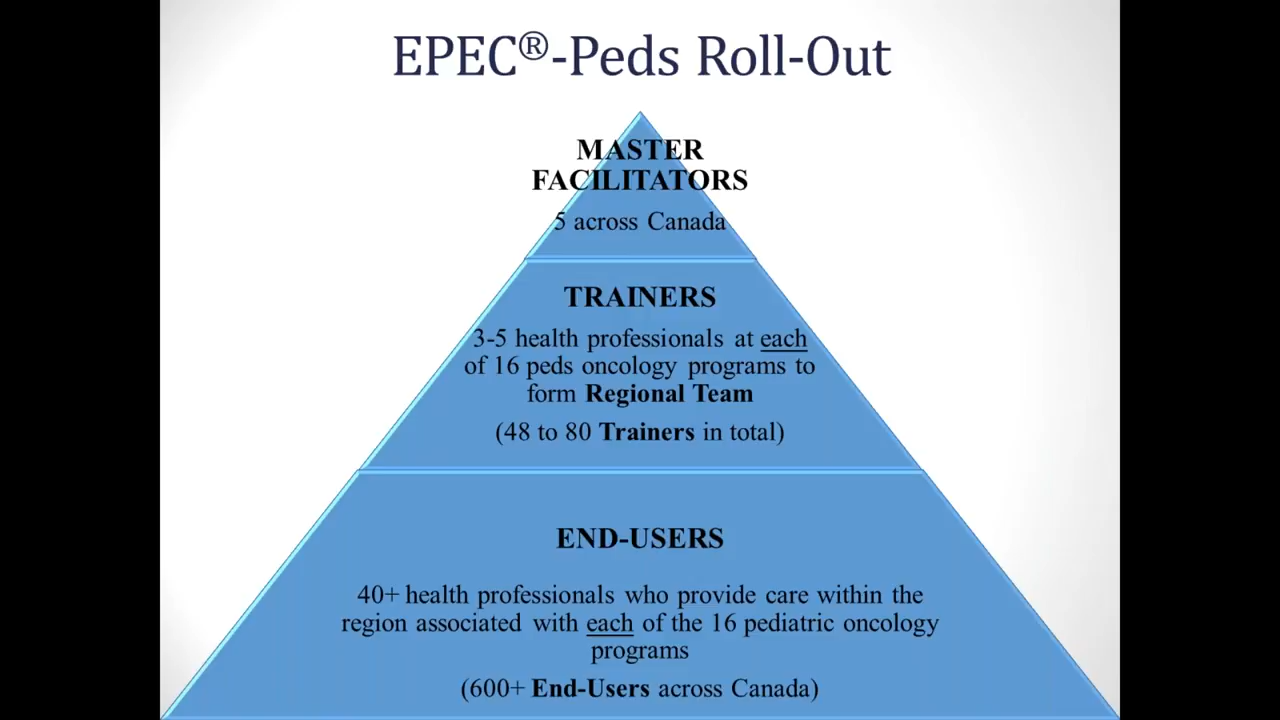 EPEC®-Peds Roll-Out
MASTER
FACILITATORS
5 across Canada
TRAINERS
3-5 health professionals at each
of 16 peds oncology programs to
form Regional Team
(48 to 80 Trainers in total)
END-USERS
40+ health professionals who provide care within the
region associated with each of the 16 pediatric oncology
programs
(600+ End-Users across Canada)